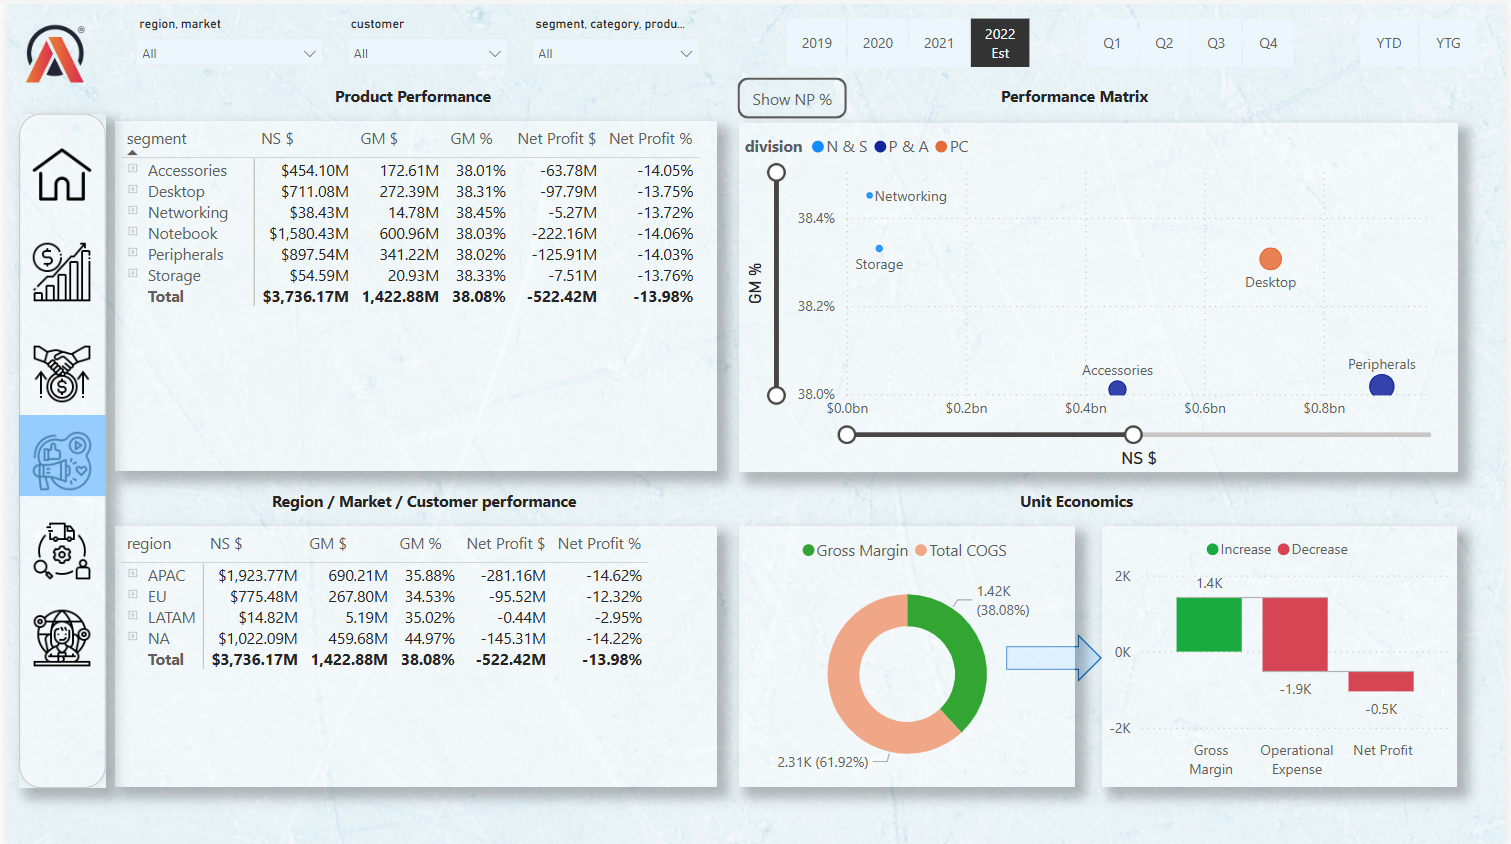 region, market
customer
segment, category, produ...
All
All
All
2019 2020 2021 2022 Est
Q1 Q2 Q3 Q4
YTD YTG
®
Product Performance
segment NS $ GM $ GM % Net Profit $ Net Profit %
Accessories $454.10M 172.61M 38.01% -63.78M -14.05%
Desktop $711.08M 272.39M 38.31% -97.79M -13.75%
Networking $38.43M 14.78M 38.45% -5.27M -13.72%
Notebook $1,580.43M 600.96M 38.03% -222.16M -14.06%
Peripherals $897.54M 341.22M 38.02% -125.91M -14.03%
Storage $54.59M 20.93M 38.33% -7.51M -13.76%
Total $3,736.17M 1,422.88M 38.08% -522.42M -13.98%
Show NP %
Performance Matrix
division N & S P & A PC
GM %
38.4%
38.2%
38.0%
Networking
Storage
Desktop
Accessories
Peripherals
$0.0bn $0.2bn $0.4bn $0.6bn $0.8bn
NS $
Region / Market / Customer performance
region NS $ GM $ GM % Net Profit $ Net Profit %
APAC $1,923.77M 690.21M 35.88% -281.16M -14.62%
EU $775.48M 267.80M 34.53% -95.52M -12.32%
LATAM $14.82M 5.19M 35.02% -0.44M -2.95%
NA $1,022.09M 459.68M 44.97% -145.31M -14.22%
Total $3,736.17M 1,422.88M 38.08% -522.42M -13.98%
Unit Economics
Gross Margin Total COGS
1.42K
(38.08%)
2.31K (61.92%)
Increase Decrease
2K
0K
-2K
1.4K
-1.9K
-0.5K
Gross
Margin
Operational
Expense
Net Profit